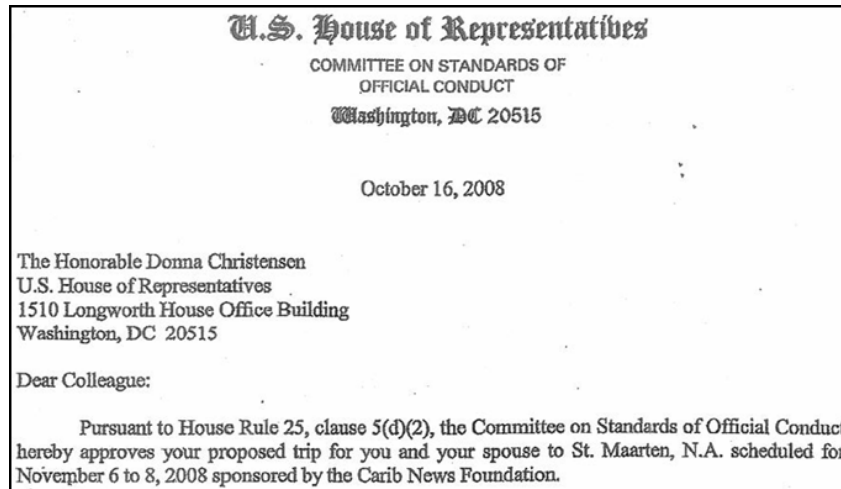 U.S. House of Representatives
COMMITTEE ON STANDARDS OF
OFFICIAL CONDUCT
Washington, DC 20515
October 16, 2008
The Honorable Donna Christensen
U.S. House of Representatives
1510 Longworth House Office Building
Washington, DC 20515
Dear Colleague:
Pursuant to House Rule 25, clause 5(d)(2), the Committee on Standards of Official Conduct
hereby approves your proposed trip for you and your spouse to St. Maarten, N.A. scheduled for
November 6 to 8, 2008 sponsored by the Carib News Foundation.